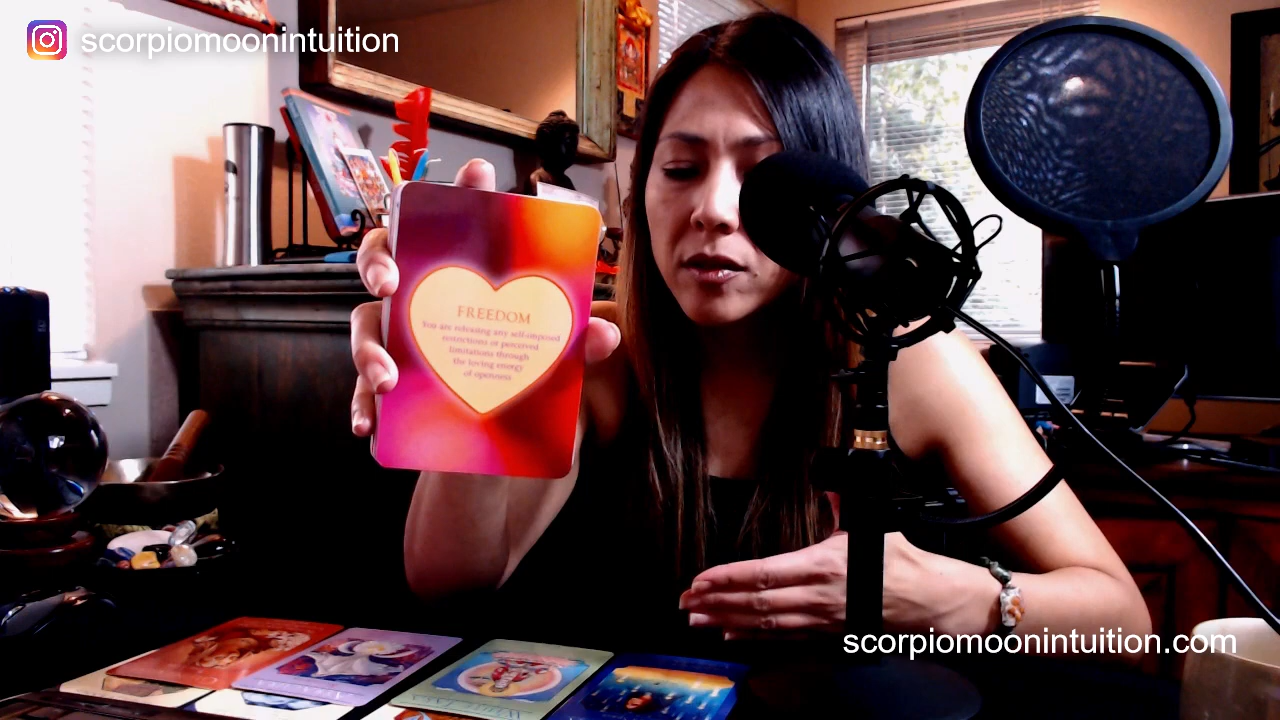 scorpiomoonintuition
FREEDOM
You are releasing any self-imposed
restrictions or perceived
limitations through
the loving energy
of openness
scorpiomoonintuition.com